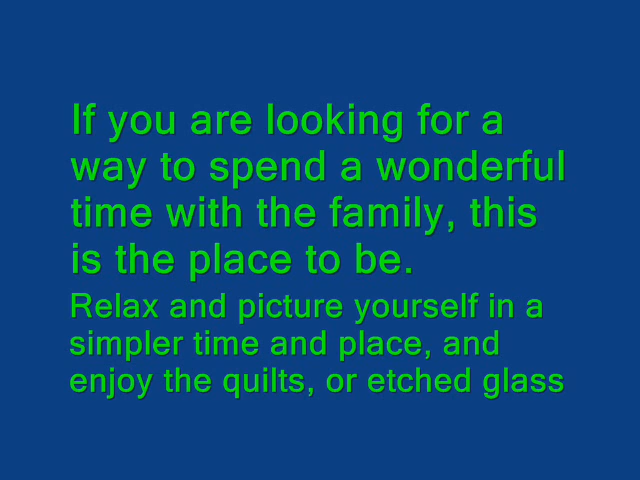 If you are looking for a
way to spend a wonderful
time with the family, this
is the place to be.
Relax and picture yourself in a
simpler time and place, and
enjoy the quilts, or etched glass